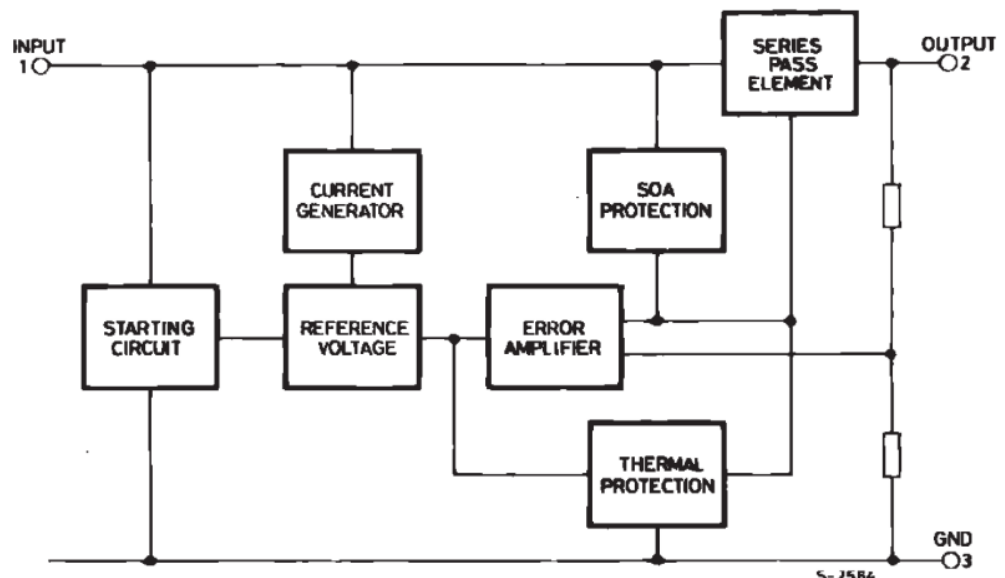 INPUT
1
SERIES
PASS
ELEMENT
OUTPUT
2
CURRENT
GENERATOR
SOA
PROTECTION
STARTING
CIRCUIT
REFERENCE
VOLTAGE
ERROR
AMPLIFIER
THERMAL
PROTECTION
GND
3
S-2584